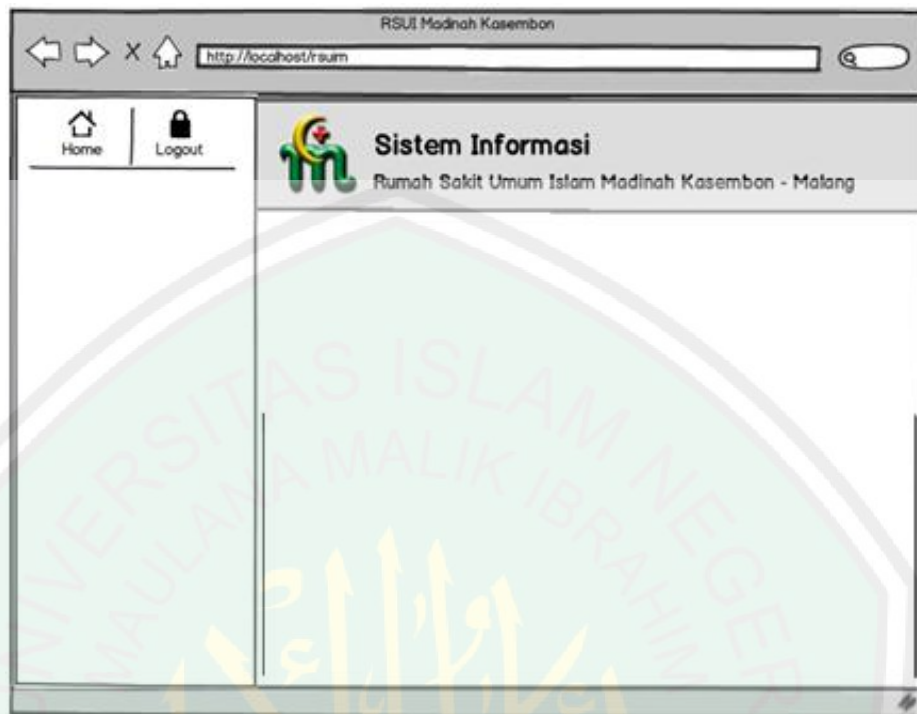 RSUI Madinah Kasembon
http://localhost/rsuim
Home
Logout
Sistem Informasi
Rumah Sakit Umum Islam Madinah Kasembon - Malang
UNIVERSITAS ISLAM NEGERI
MAULANA MALIK IBRAHIM